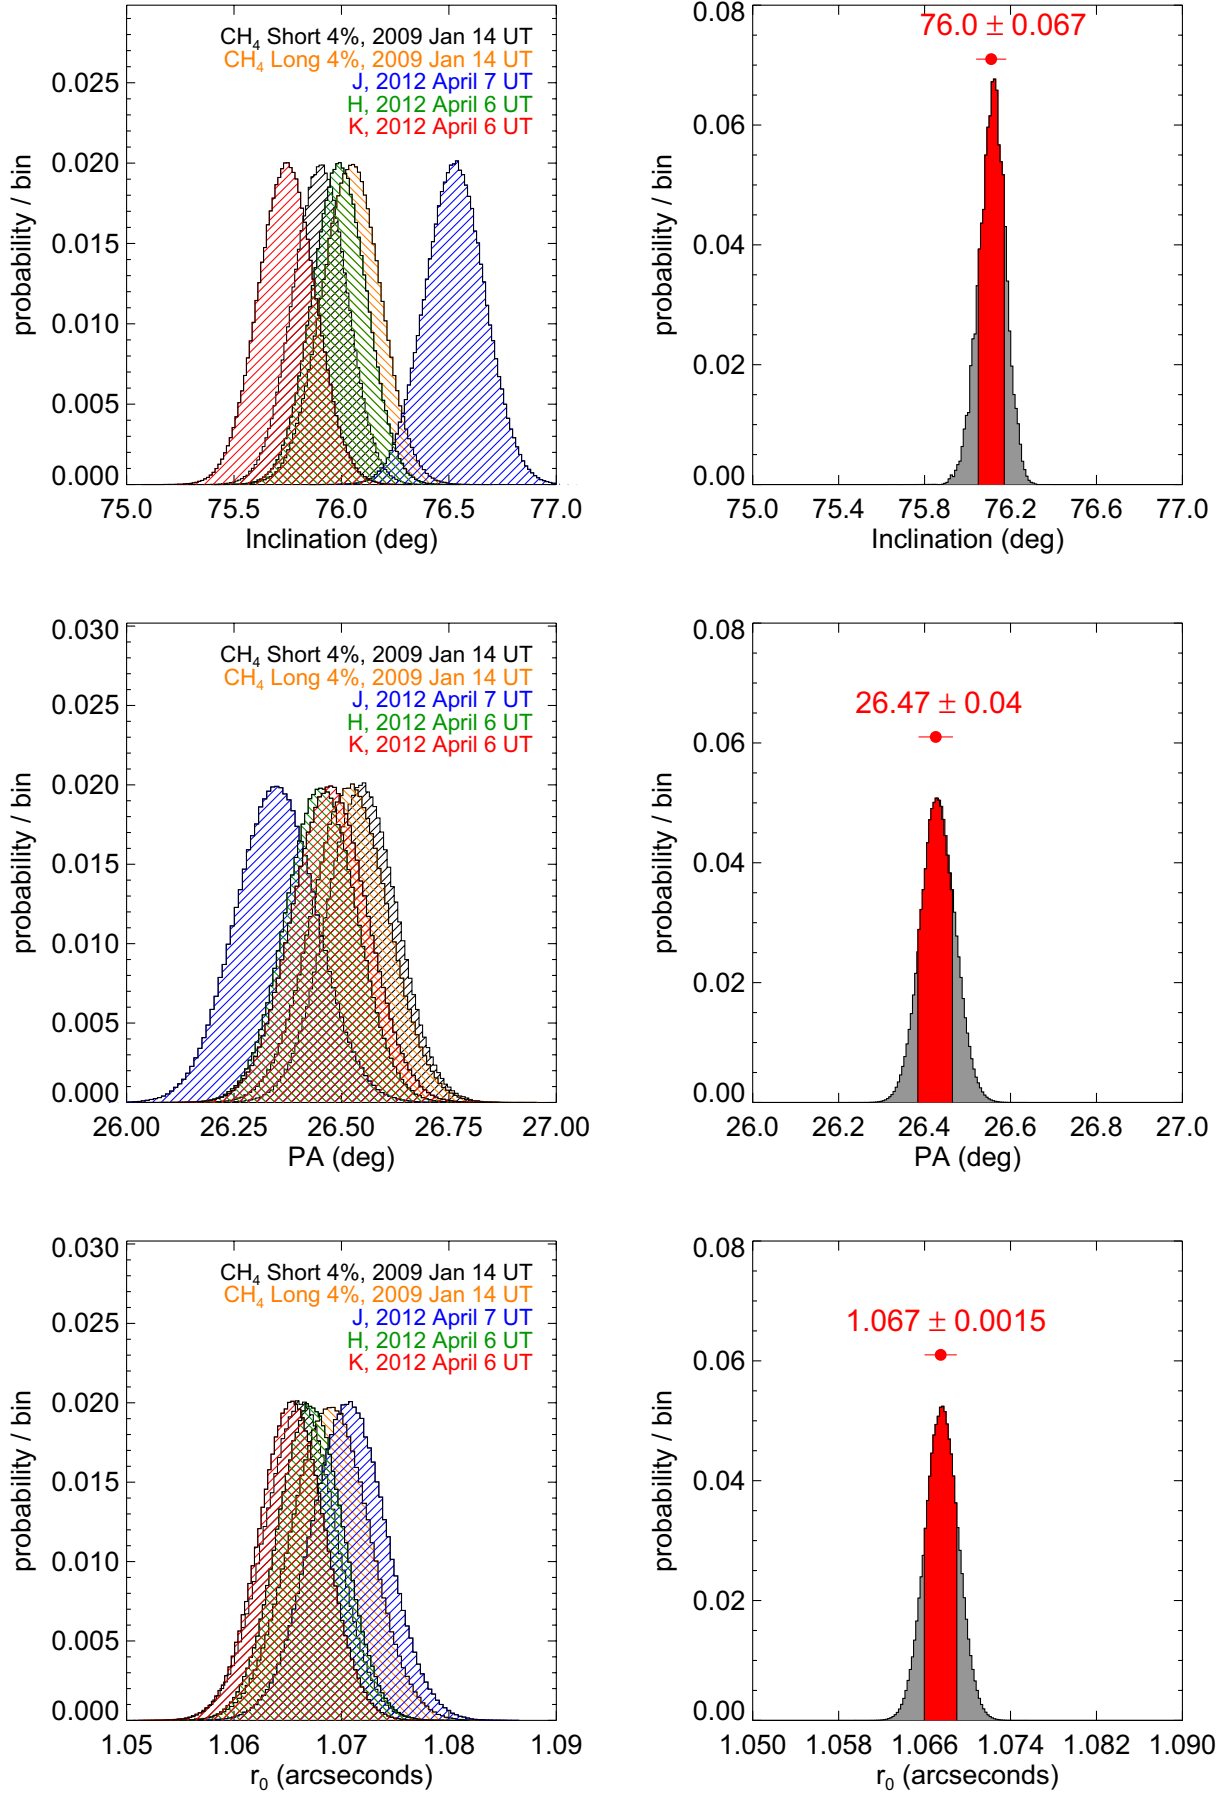 CH₄ Short 4%, 2009 Jan 14 UT
CH₄ Long 4%, 2009 Jan 14 UT
J, 2012 April 7 UT
H, 2012 April 6 UT
K, 2012 April 6 UT
0.025
0.020
0.015
0.010
0.005
0.000
probability / bin
75.0 75.5 76.0 76.5 77.0
Inclination (deg)
76.0 ± 0.067
0.08
0.06
0.04
0.02
0.00
probability / bin
75.0 75.4 75.8 76.2 76.6 77.0
Inclination (deg)
CH₄ Short 4%, 2009 Jan 14 UT
CH₄ Long 4%, 2009 Jan 14 UT
J, 2012 April 7 UT
H, 2012 April 6 UT
K, 2012 April 6 UT
0.030
0.025
0.020
0.015
0.010
0.005
0.000
probability / bin
26.00 26.25 26.50 26.75 27.00
PA (deg)
26.47 ± 0.04
0.08
0.06
0.04
0.02
0.00
probability / bin
26.0 26.2 26.4 26.6 26.8 27.0
PA (deg)
CH₄ Short 4%, 2009 Jan 14 UT
CH₄ Long 4%, 2009 Jan 14 UT
J, 2012 April 7 UT
H, 2012 April 6 UT
K, 2012 April 6 UT
0.030
0.025
0.020
0.015
0.010
0.005
0.000
probability / bin
1.05 1.06 1.07 1.08 1.09
r₀ (arcseconds)
1.067 ± 0.0015
0.08
0.06
0.04
0.02
0.00
probability / bin
1.050 1.058 1.066 1.074 1.082 1.090
r₀ (arcseconds)